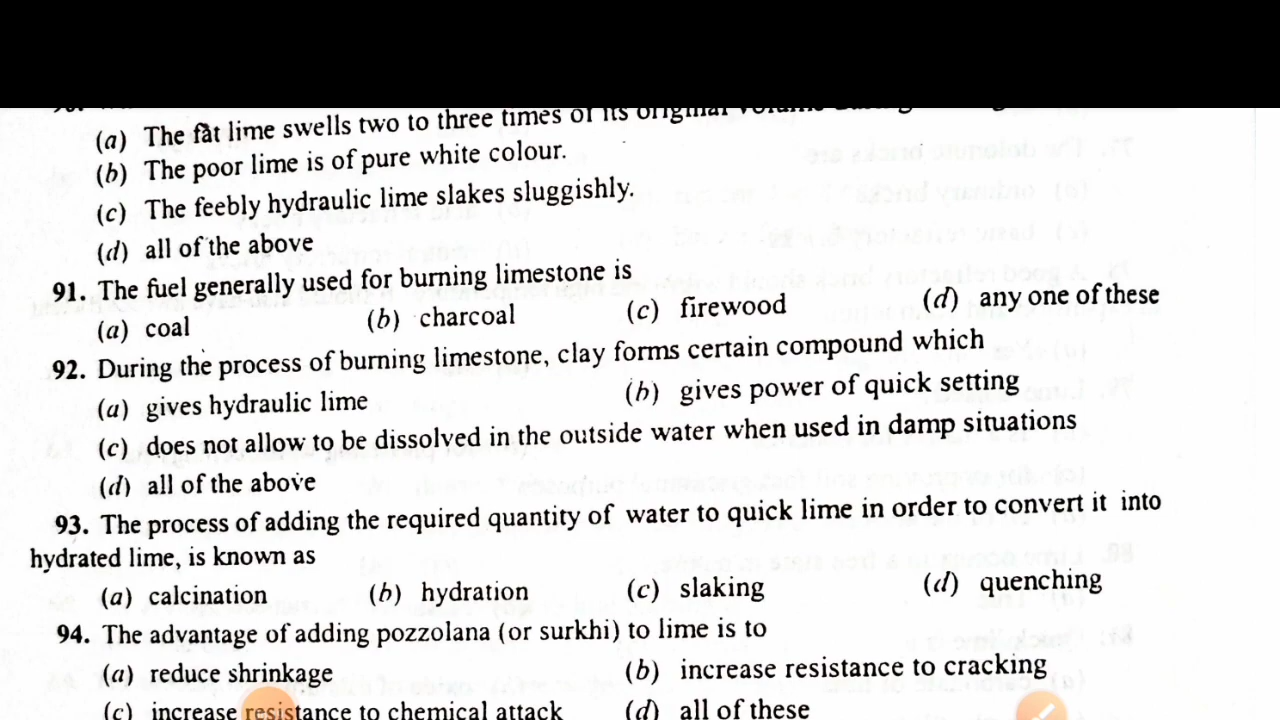 (a) The fat lime swells two to three times of its original volume
(b) The poor lime is of pure white colour.
(c) The feebly hydraulic lime slakes sluggishly.
(d) all of the above
91. The fuel generally used for burning limestone is
(a) coal (b) charcoal (c) firewood (d) any one of these
92. During the process of burning limestone, clay forms certain compound which
(a) gives hydraulic lime (b) gives power of quick setting
(c) does not allow to be dissolved in the outside water when used in damp situations
(d) all of the above
93. The process of adding the required quantity of water to quick lime in order to convert it into
hydrated lime, is known as
(a) calcination (b) hydration (c) slaking (d) quenching
94. The advantage of adding pozzolana (or surkhi) to lime is to
(a) reduce shrinkage (b) increase resistance to cracking
(c) increase resistance to chemical attack (d) all of these